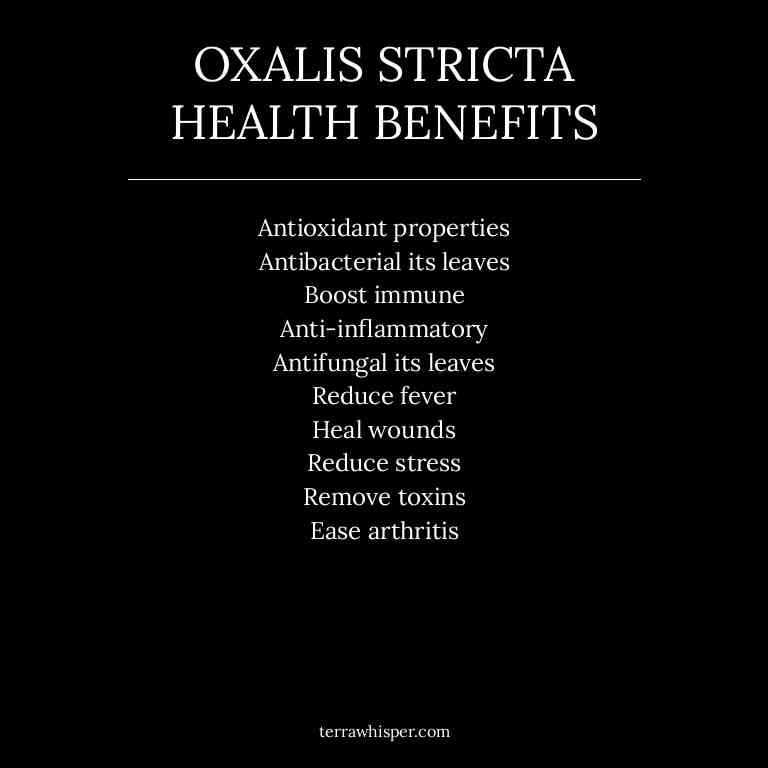 OXALIS STRICTA
HEALTH BENEFITS
Antioxidant properties
Antibacterial its leaves
Boost immune
Anti-inflammatory
Antifungal its leaves
Reduce fever
Heal wounds
Reduce stress
Remove toxins
Ease arthritis
terrawhisper.com